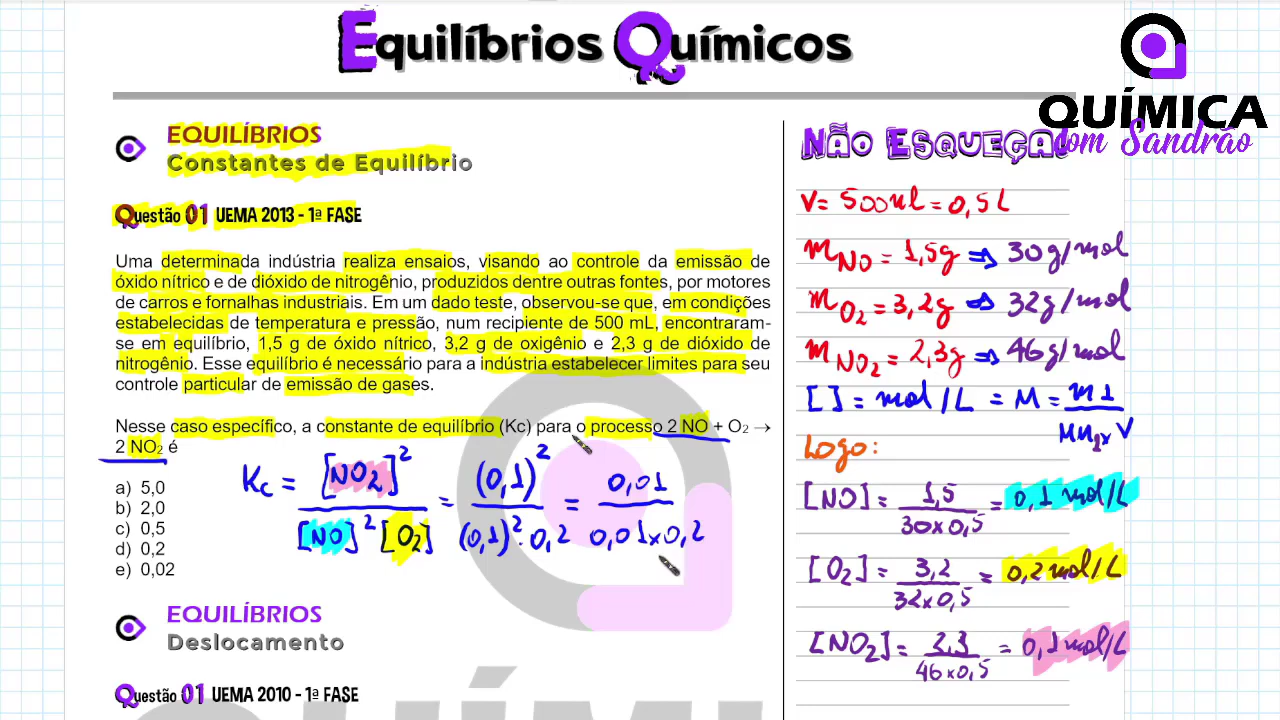 Equilíbrios Químicos
QUÍMICA
com Sandrão
EQUILÍBRIOS
Constantes de Equilíbrio
Questão 01 UEMA 2013 - 1ª FASE
Uma determinada indústria realiza ensaios, visando ao controle da emissão de
óxido nítrico e de dióxido de nitrogênio, produzidos dentre outras fontes, por motores
de carros e fornalhas industriais. Em um dado teste, observou-se que, em condições
estabelecidas de temperatura e pressão, num recipiente de 500 mL, encontraram-
se em equilíbrio, 1,5 g de óxido nítrico, 3,2 g de oxigênio e 2,3 g de dióxido de
nitrogênio. Esse equilíbrio é necessário para a indústria estabelecer limites para seu
controle particular de emissão de gases.
Nesse caso específico, a constante de equilíbrio (Kc) para o processo 2 NO + O₂ →
2 NO₂ é
a) 5,0
b) 2,0
c) 0,5
d) 0,2
e) 0,02
Kc = [NO₂]² / [NO]² [O₂] = (0,1)² / (0,1)² . 0,2 = 0,01 / 0,01 x 0,2
EQUILÍBRIOS
Deslocamento
Questão 01 UEMA 2010 - 1ª FASE
NÃO ESQUEÇA!
V = 500 ml = 0,5 L
m NO = 1,5g ⇒ 30g/mol
m O₂ = 3,2g ⇒ 32g/mol
m NO₂ = 2,3g ⇒ 46g/mol
[ ] = mol/L = M = m1 / MM₁ x V
Logo:
[NO] = 1,5 / 30x0,5 = 0,1 mol/L
[O₂] = 3,2 / 32x0,5 = 0,2 mol/L
[NO₂] = 2,3 / 46x0,5 = 0,1 mol/L
QUÍM